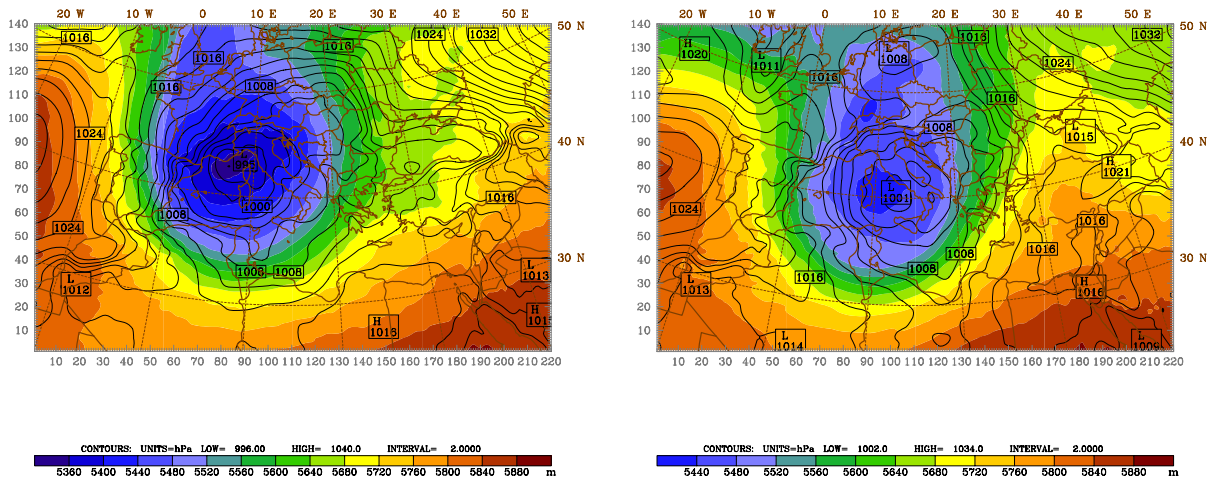 20 W 10 W 0 10 E 20 E 30 E 40 E 50 E
140 50 N
130
120
110
100
90 40 N
80
70
60
50
40 30 N
30
20
10
10 20 30 40 50 60 70 80 90 100 110 120 130 140 150 160 170 180 190 200 210 220
1016 1016 1016 1024 1032
1016 1008
1024
1008 1000 1016
1024
1008 1008
L 1012
L 1013
H 1013
H
CONTOURS: UNITS=hPa LOW= 996.00 HIGH= 1040.0 INTERVAL= 2.0000
5360 5400 5440 5480 5520 5560 5600 5640 5680 5720 5760 5800 5840 5880 m
20 W 10 W 0 10 E 20 E 30 E 40 E 50 E
140 50 N
130
120
110
100
90 40 N
80
70
60
50
40 30 N
30
20
10
10 20 30 40 50 60 70 80 90 100 110 120 130 140 150 160 170 180 190 200 210 220
H 1020
L 1011
L 1008
1016 1032
1016 1024
1016
1008
L 1015
H 1021
L 1001
1024
1016
1016
1008
1016 1008
L 1013
H 1016
L 1014
L 1009
CONTOURS: UNITS=hPa LOW= 1002.0 HIGH= 1034.0 INTERVAL= 2.0000
5440 5480 5520 5560 5600 5640 5680 5720 5760 5800 5840 5880 m